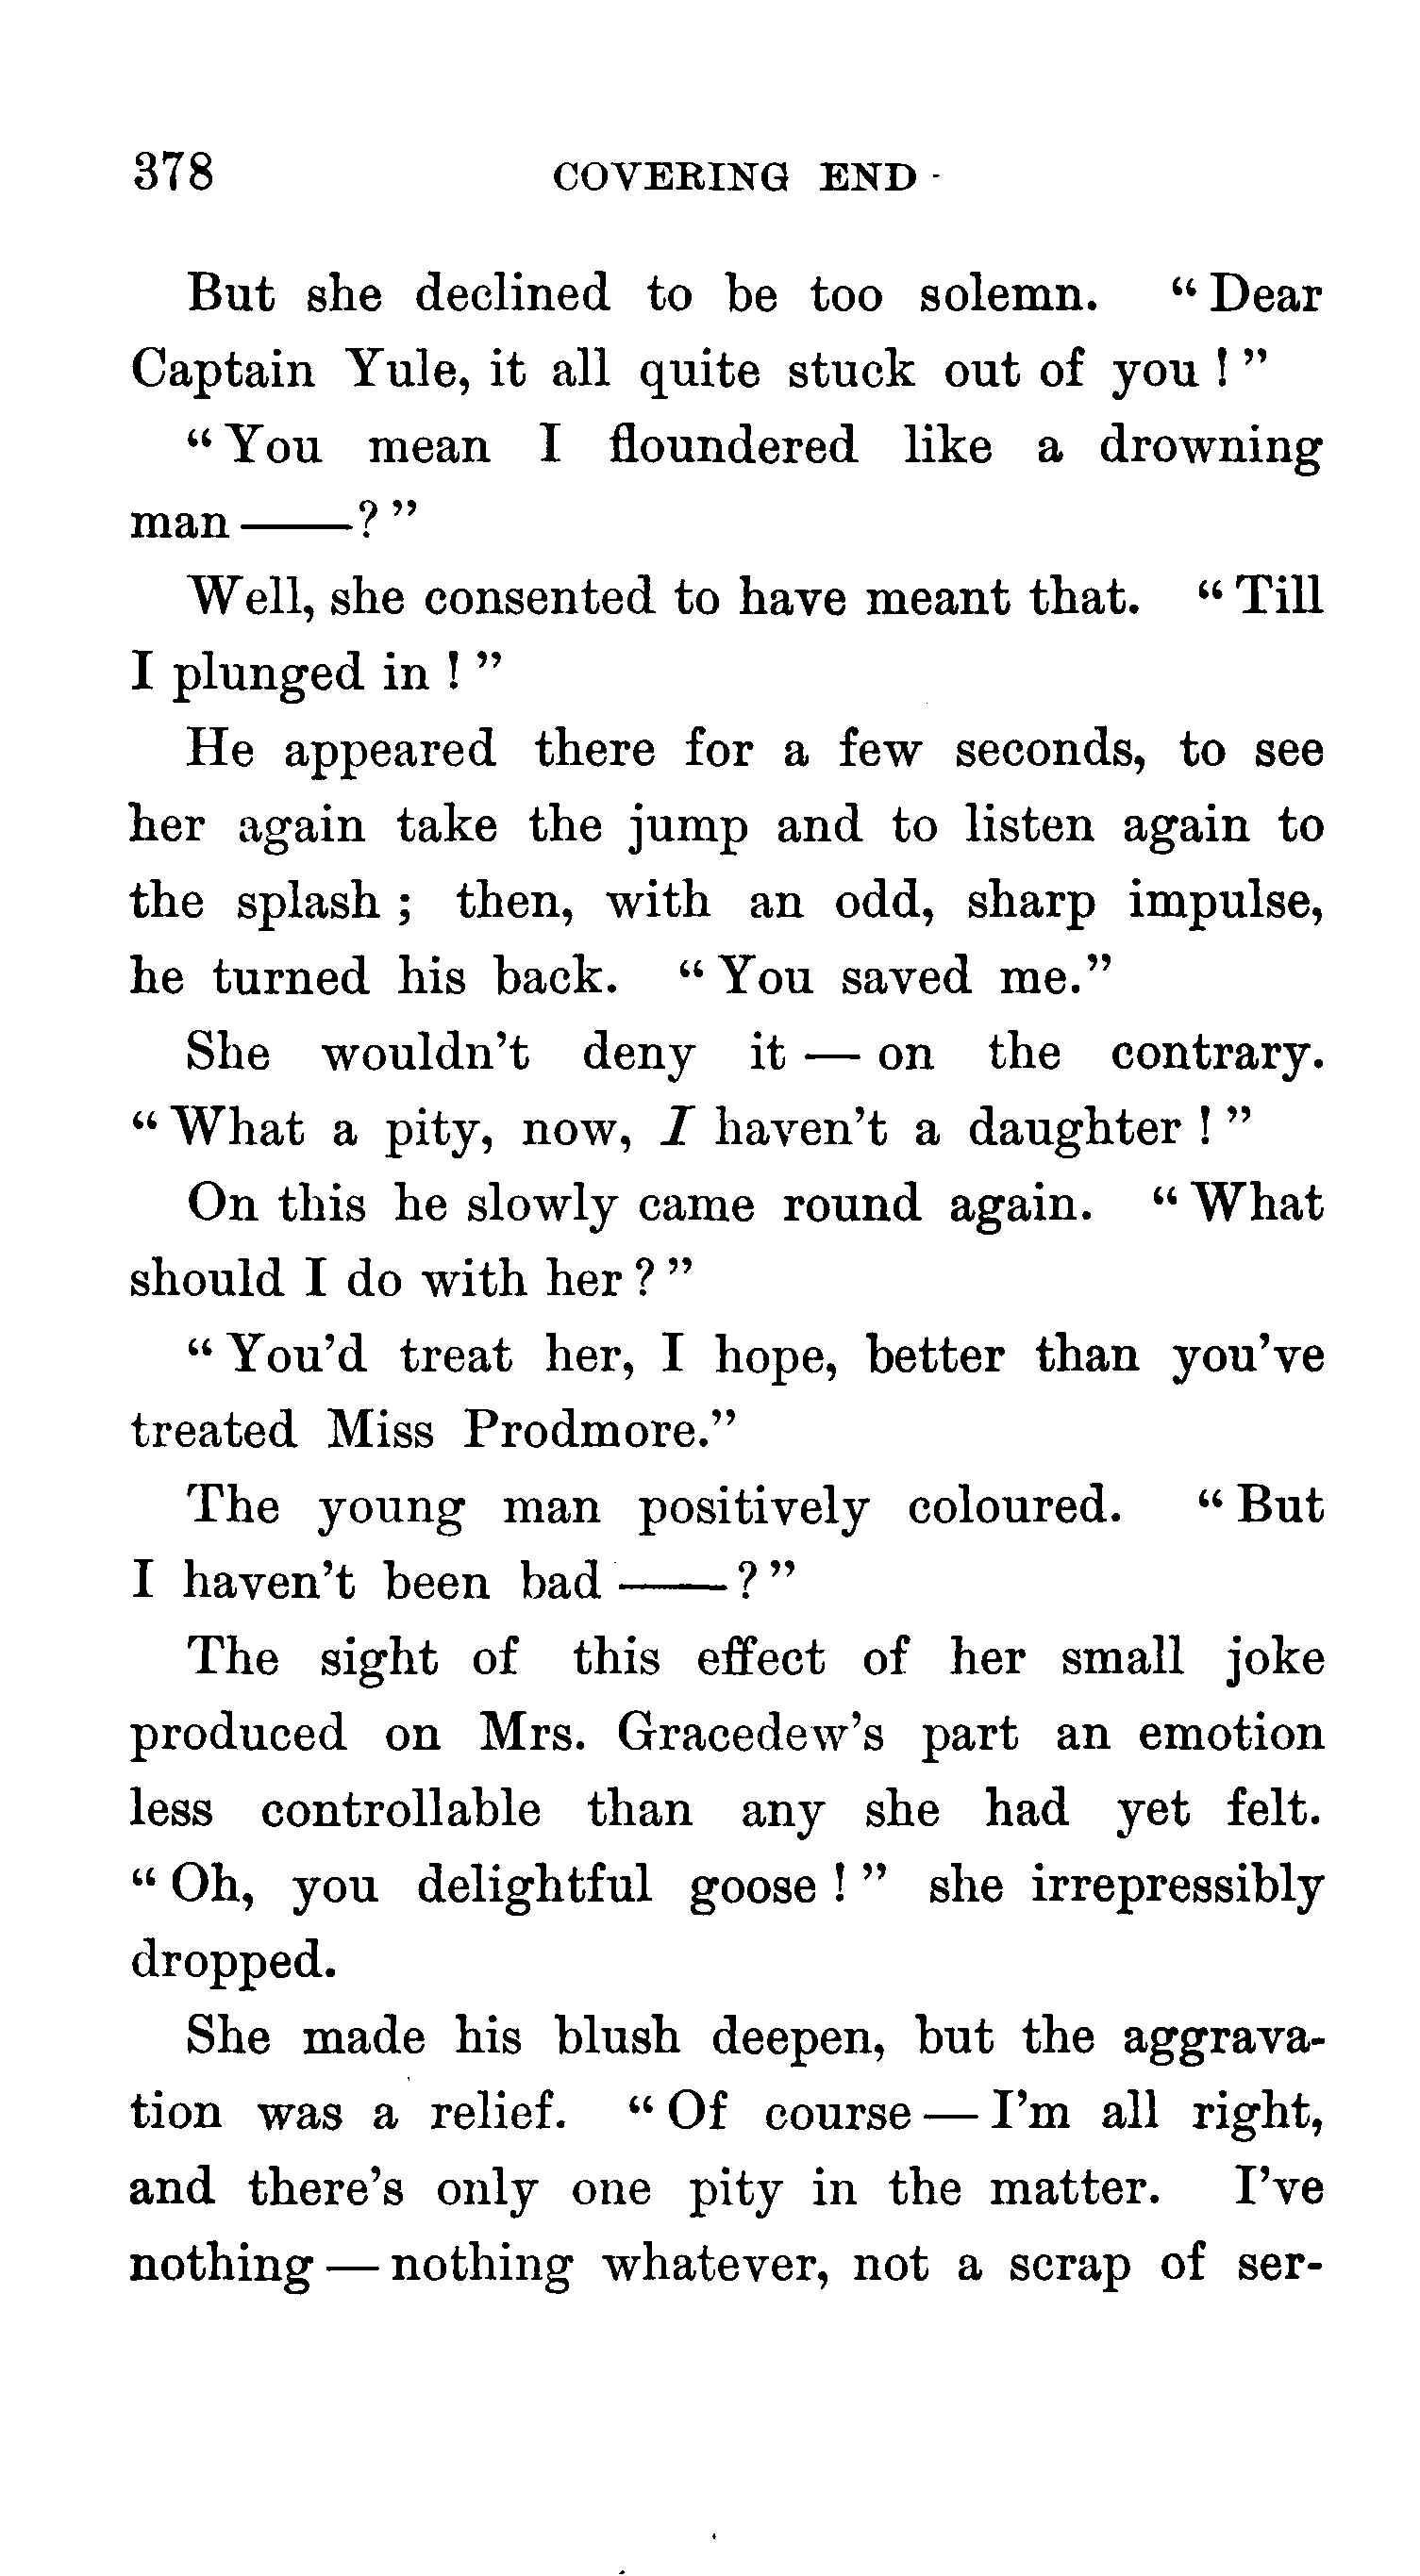 378 COVERING END
But she declined to be too solemn. “Dear
Captain Yule, it all quite stuck out of you!”
“You mean I floundered like a drowning
man——?”
Well, she consented to have meant that. “Till
I plunged in!”
He appeared there for a few seconds, to see
her again take the jump and to listen again to
the splash; then, with an odd, sharp impulse,
he turned his back. “You saved me.”
She wouldn’t deny it — on the contrary.
“What a pity, now, I haven’t a daughter!”
On this he slowly came round again. “What
should I do with her?”
“You’d treat her, I hope, better than you’ve
treated Miss Prodmore.”
The young man positively coloured. “But
I haven’t been bad——?”
The sight of this effect of her small joke
produced on Mrs. Gracedew’s part an emotion
less controllable than any she had yet felt.
“Oh, you delightful goose!” she irrepressibly
dropped.
She made his blush deepen, but the aggrava-
tion was a relief. “Of course — I’m all right,
and there’s only one pity in the matter. I’ve
nothing — nothing whatever, not a scrap of ser-